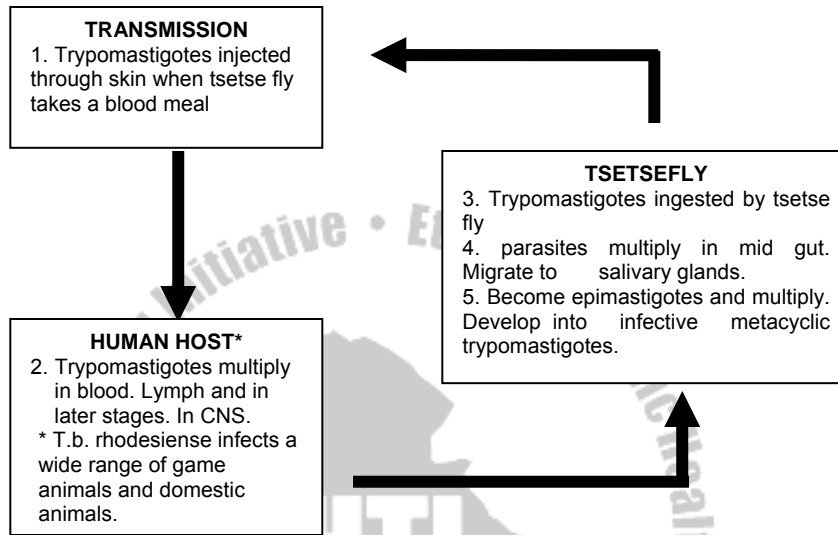 TRANSMISSION
1. Trypomastigotes injected
through skin when tsetse fly
takes a blood meal
TSETSEFLY
3. Trypomastigotes ingested by tsetse
fly
4. parasites multiply in mid gut.
Migrate to salivary glands.
5. Become epimastigotes and multiply.
Develop into infective metacyclic
trypomastigotes.
HUMAN HOST*
2. Trypomastigotes multiply
in blood. Lymph and in
later stages. In CNS.
* T.b. rhodesiense infects a
wide range of game
animals and domestic
animals.